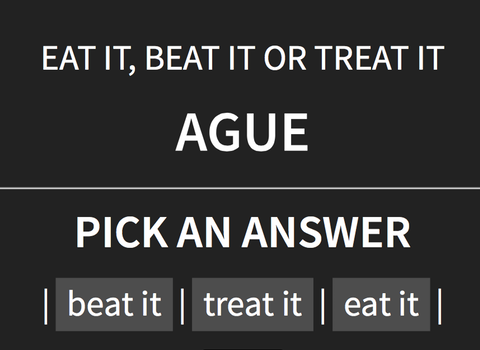 EAT IT, BEAT IT OR TREAT IT
AGUE
PICK AN ANSWER
| beat it | treat it | eat it |